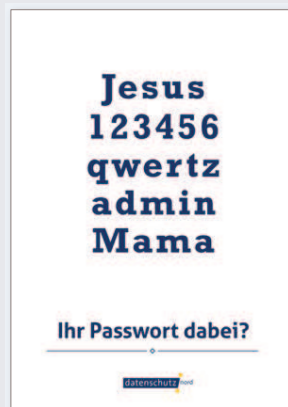 Jesus
123456
qwertz
admin
Mama
Ihr Passwort dabei?
datenschutz nord